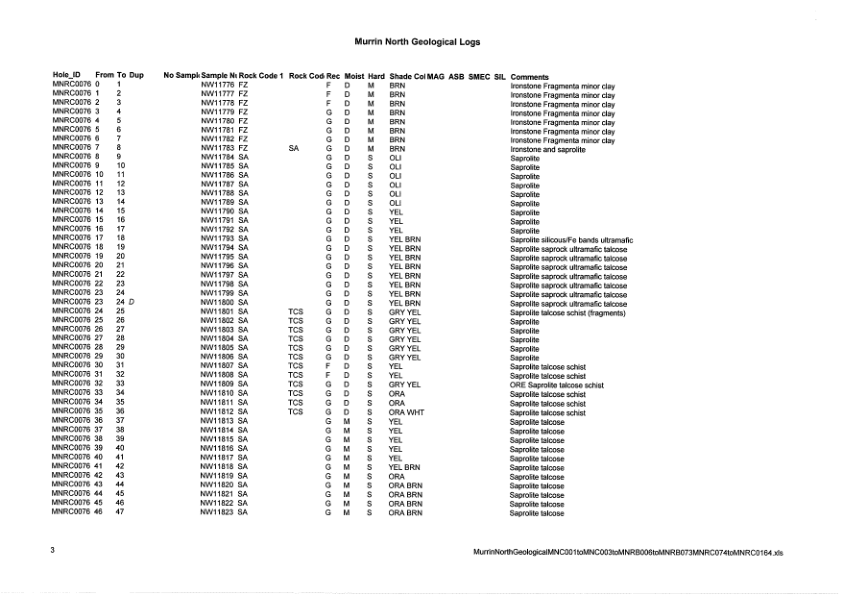 Murrin North Geological Logs
Hole_ID From To Dup No Sampl Sample N Rock Code 1 Rock Cod Rec Moist Hard Shade Col MAG ASB SMEC SIL Comments
MNRC0076 0 1 NW11776 FZ F D M BRN Ironstone Fragmenta minor clay
MNRC0076 1 2 NW11777 FZ F D M BRN Ironstone Fragmenta minor clay
MNRC0076 2 3 NW11778 FZ F D M BRN Ironstone Fragmenta minor clay
MNRC0076 3 4 NW11779 FZ G D M BRN Ironstone Fragmenta minor clay
MNRC0076 4 5 NW11780 FZ G D M BRN Ironstone Fragmenta minor clay
MNRC0076 5 6 NW11781 FZ G D M BRN Ironstone Fragmenta minor clay
MNRC0076 6 7 NW11782 FZ G D M BRN Ironstone Fragmenta minor clay
MNRC0076 7 8 NW11783 FZ SA G D M BRN Ironstone and saprolite
MNRC0076 8 9 NW11784 SA G D S OLI Saprolite
MNRC0076 9 10 NW11785 SA G D S OLI Saprolite
MNRC0076 10 11 NW11786 SA G D S OLI Saprolite
MNRC0076 11 12 NW11787 SA G D S OLI Saprolite
MNRC0076 12 13 NW11788 SA G D S OLI Saprolite
MNRC0076 13 14 NW11789 SA G D S OLI Saprolite
MNRC0076 14 15 NW11790 SA G D S YEL Saprolite
MNRC0076 15 16 NW11791 SA G D S YEL Saprolite
MNRC0076 16 17 NW11792 SA G D S YEL Saprolite
MNRC0076 17 18 NW11793 SA G D S YEL BRN Saprolite silicous/Fe bands ultramafic
MNRC0076 18 19 NW11794 SA G D S YEL BRN Saprolite saprock ultramafic talcose
MNRC0076 19 20 NW11795 SA G D S YEL BRN Saprolite saprock ultramafic talcose
MNRC0076 20 21 NW11796 SA G D S YEL BRN Saprolite saprock ultramafic talcose
MNRC0076 21 22 NW11797 SA G D S YEL BRN Saprolite saprock ultramafic talcose
MNRC0076 22 23 NW11798 SA G D S YEL BRN Saprolite saprock ultramafic talcose
MNRC0076 23 24 NW11799 SA G D S YEL BRN Saprolite saprock ultramafic talcose
MNRC0076 23 24 D NW11800 SA G D S YEL BRN Saprolite saprock ultramafic talcose
MNRC0076 24 25 NW11801 SA TCS G D S GRY YEL Saprolite talcose schist (fragments)
MNRC0076 25 26 NW11802 SA TCS G D S GRY YEL Saprolite
MNRC0076 26 27 NW11803 SA TCS G D S GRY YEL Saprolite
MNRC0076 27 28 NW11804 SA TCS G D S GRY YEL Saprolite
MNRC0076 28 29 NW11805 SA TCS G D S GRY YEL Saprolite
MNRC0076 29 30 NW11806 SA TCS G D S GRY YEL Saprolite
MNRC0076 30 31 NW11807 SA TCS F D S YEL Saprolite talcose schist
MNRC0076 31 32 NW11808 SA TCS F D S YEL Saprolite talcose schist
MNRC0076 32 33 NW11809 SA TCS G D S GRY YEL ORE Saprolite talcose schist
MNRC0076 33 34 NW11810 SA TCS G D S ORA Saprolite talcose schist
MNRC0076 34 35 NW11811 SA TCS G D S ORA Saprolite talcose schist
MNRC0076 35 36 NW11812 SA TCS G D S ORA WHT Saprolite talcose schist
MNRC0076 36 37 NW11813 SA G M S YEL Saprolite talcose
MNRC0076 37 38 NW11814 SA G M S YEL Saprolite talcose
MNRC0076 38 39 NW11815 SA G M S YEL Saprolite talcose
MNRC0076 39 40 NW11816 SA G M S YEL Saprolite talcose
MNRC0076 40 41 NW11817 SA G M S YEL Saprolite talcose
MNRC0076 41 42 NW11818 SA G M S YEL BRN Saprolite talcose
MNRC0076 42 43 NW11819 SA G M S ORA Saprolite talcose
MNRC0076 43 44 NW11820 SA G M S ORA BRN Saprolite talcose
MNRC0076 44 45 NW11821 SA G M S ORA BRN Saprolite talcose
MNRC0076 45 46 NW11822 SA G M S ORA BRN Saprolite talcose
MNRC0076 46 47 NW11823 SA G M S ORA BRN Saprolite talcose
3 MurrinNorthGeologicalMNC001toMNC003toMNRB006toMNRB073MNRC074toMNRC0164.xls